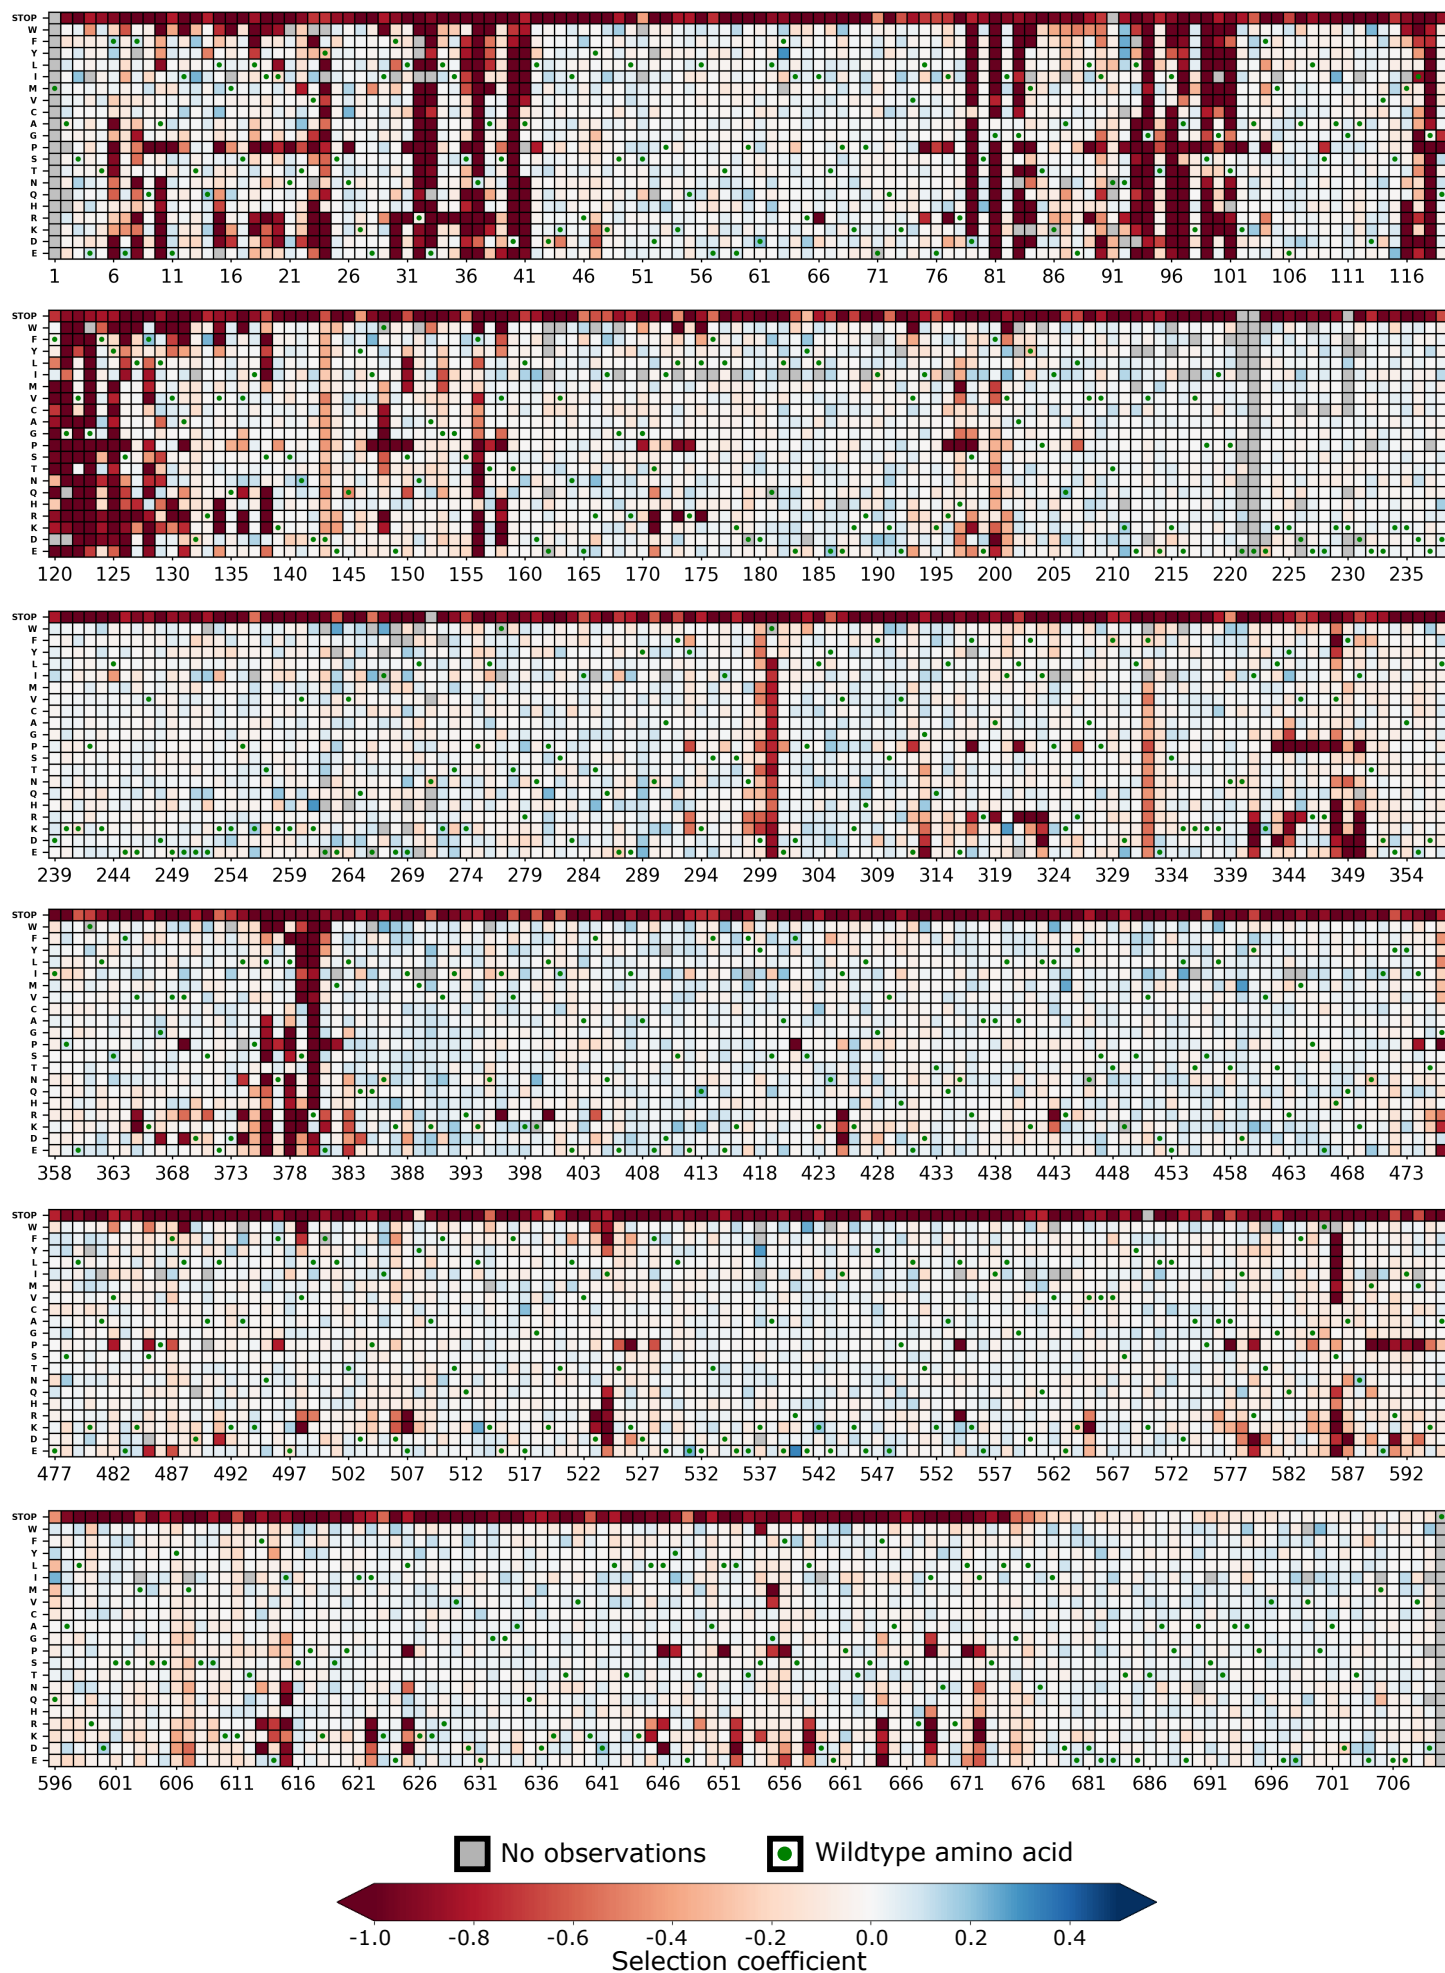 STOP
W
F
Y
L
I
M
V
C
A
G
P
S
T
N
Q
H
R
K
D
E
1 6 11 16 21 26 31 36 41 46 51 56 61 66 71 76 81 86 91 96 101 106 111 116
STOP
W
F
Y
L
I
M
V
C
A
G
P
S
T
N
Q
H
R
K
D
E
120 125 130 135 140 145 150 155 160 165 170 175 180 185 190 195 200 205 210 215 220 225 230 235
STOP
W
F
Y
L
I
M
V
C
A
G
P
S
T
N
Q
H
R
K
D
E
239 244 249 254 259 264 269 274 279 284 289 294 299 304 309 314 319 324 329 334 339 344 349 354
STOP
W
F
Y
L
I
M
V
C
A
G
P
S
T
N
Q
H
R
K
D
E
358 363 368 373 378 383 388 393 398 403 408 413 418 423 428 433 438 443 448 453 458 463 468 473
STOP
W
F
Y
L
I
M
V
C
A
G
P
S
T
N
Q
H
R
K
D
E
477 482 487 492 497 502 507 512 517 522 527 532 537 542 547 552 557 562 567 572 577 582 587 592
STOP
W
F
Y
L
I
M
V
C
A
G
P
S
T
N
Q
H
R
K
D
E
596 601 606 611 616 621 626 631 636 641 646 651 656 661 666 671 676 681 686 691 696 701 706
No observations Wildtype amino acid
-1.0 -0.8 -0.6 -0.4 -0.2 0.0 0.2 0.4
Selection coefficient